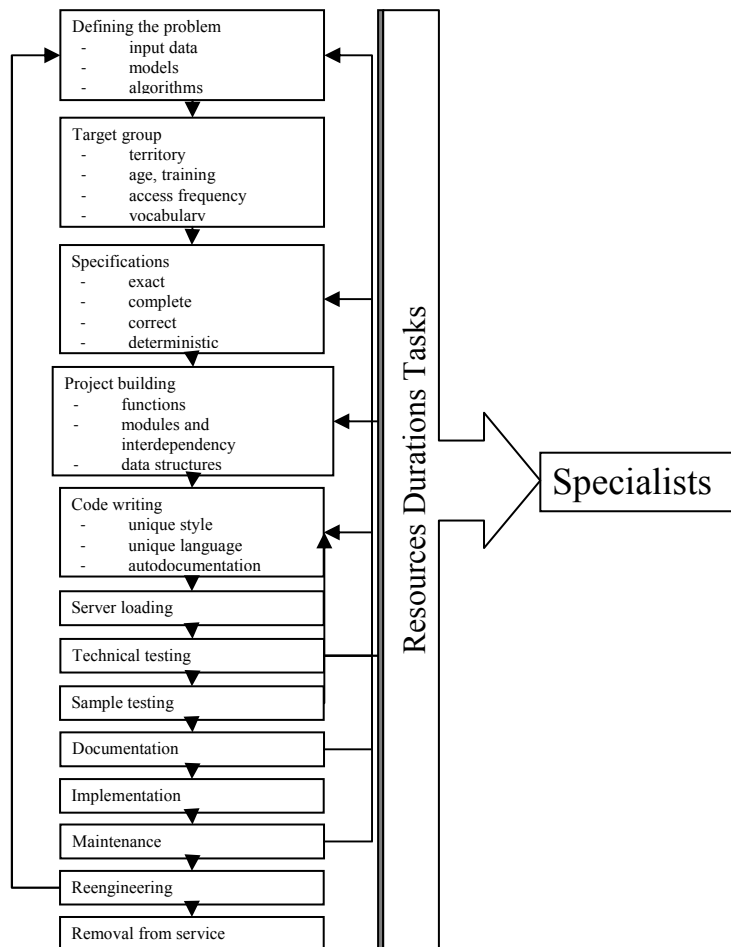 Defining the problem
- input data
- models
- algorithms
Target group
- territory
- age, training
- access frequency
- vocabulary
Specifications
- exact
- complete
- correct
- deterministic
Project building
- functions
- modules and
interdependency
- data structures
Code writing
- unique style
- unique language
- autodocumentation
Server loading
Technical testing
Sample testing
Documentation
Implementation
Maintenance
Reengineering
Removal from service
Resources Durations Tasks
Specialists